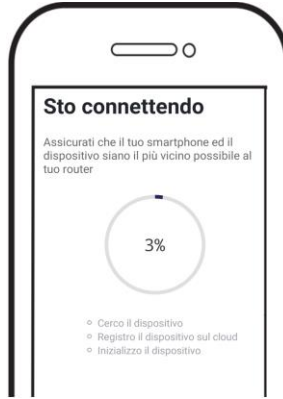 Sto connettendo
Assicurati che il tuo smartphone ed il
dispositivo siano il più vicino possibile al
tuo router
3%
Cerco il dispositivo
Registro il dispositivo sul cloud
Inizializzo il dispositivo